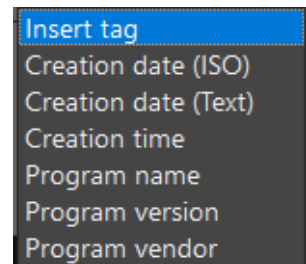 Insert tag
Creation date (ISO)
Creation date (Text)
Creation time
Program name
Program version
Program vendor